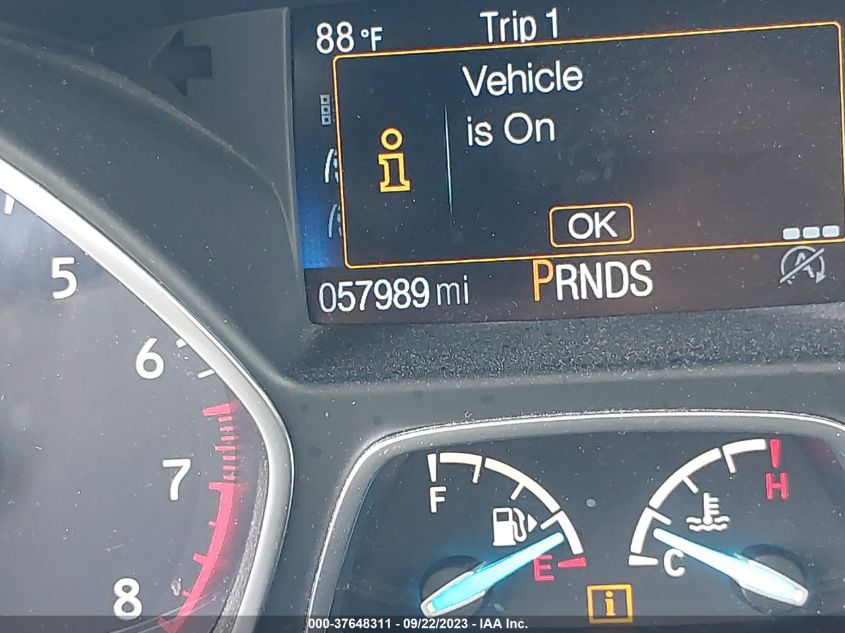 88 °F Trip 1
Vehicle
is On
i
OK
057989 mi PRNDS
A
5
6
7
8
F
E
H
C
i
000-37648311 - 09/22/2023 - IAA Inc.